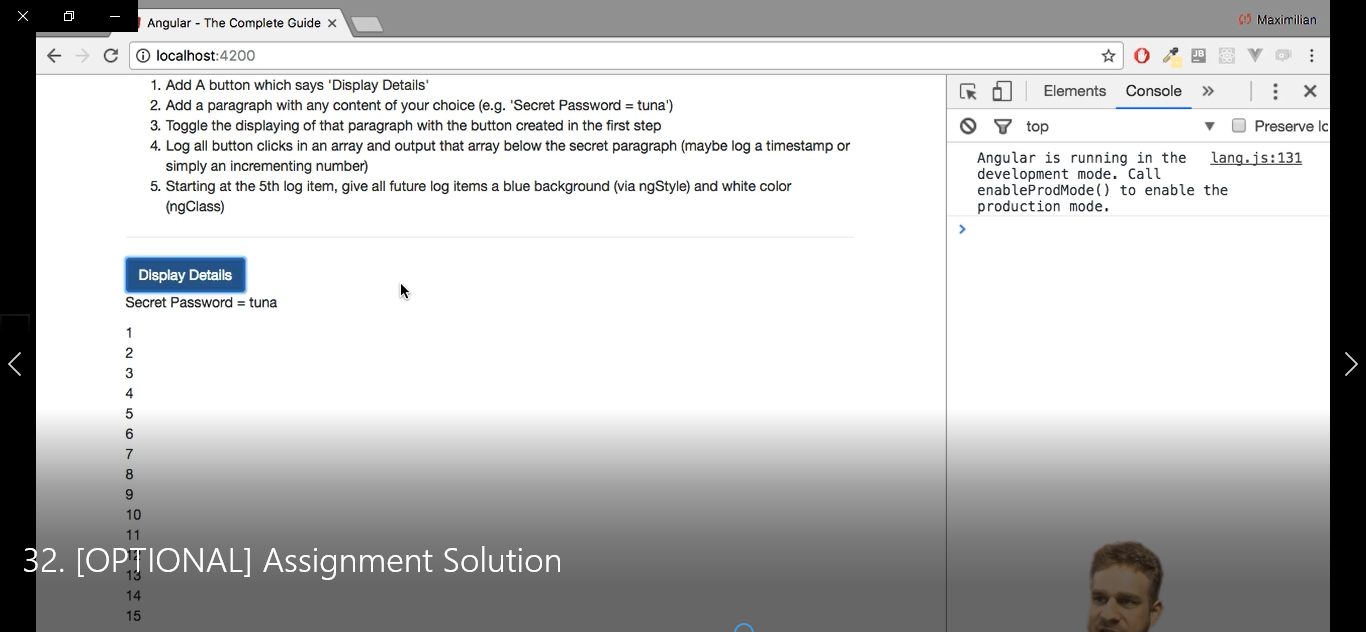 Angular - The Complete Guide
Maximilian
localhost:4200
1. Add A button which says 'Display Details'
2. Add a paragraph with any content of your choice (e.g. 'Secret Password = tuna')
3. Toggle the displaying of that paragraph with the button created in the first step
4. Log all button clicks in an array and output that array below the secret paragraph (maybe log a timestamp or
simply an incrementing number)
5. Starting at the 5th log item, give all future log items a blue background (via ngStyle) and white color
(ngClass)
Display Details
Secret Password = tuna
1
2
3
4
5
6
7
8
9
10
11
12
13
14
15
32. [OPTIONAL] Assignment Solution
JB
Elements Console »
top Preserve lo
Angular is running in the lang.js:131
development mode. Call
enableProdMode() to enable the
production mode.